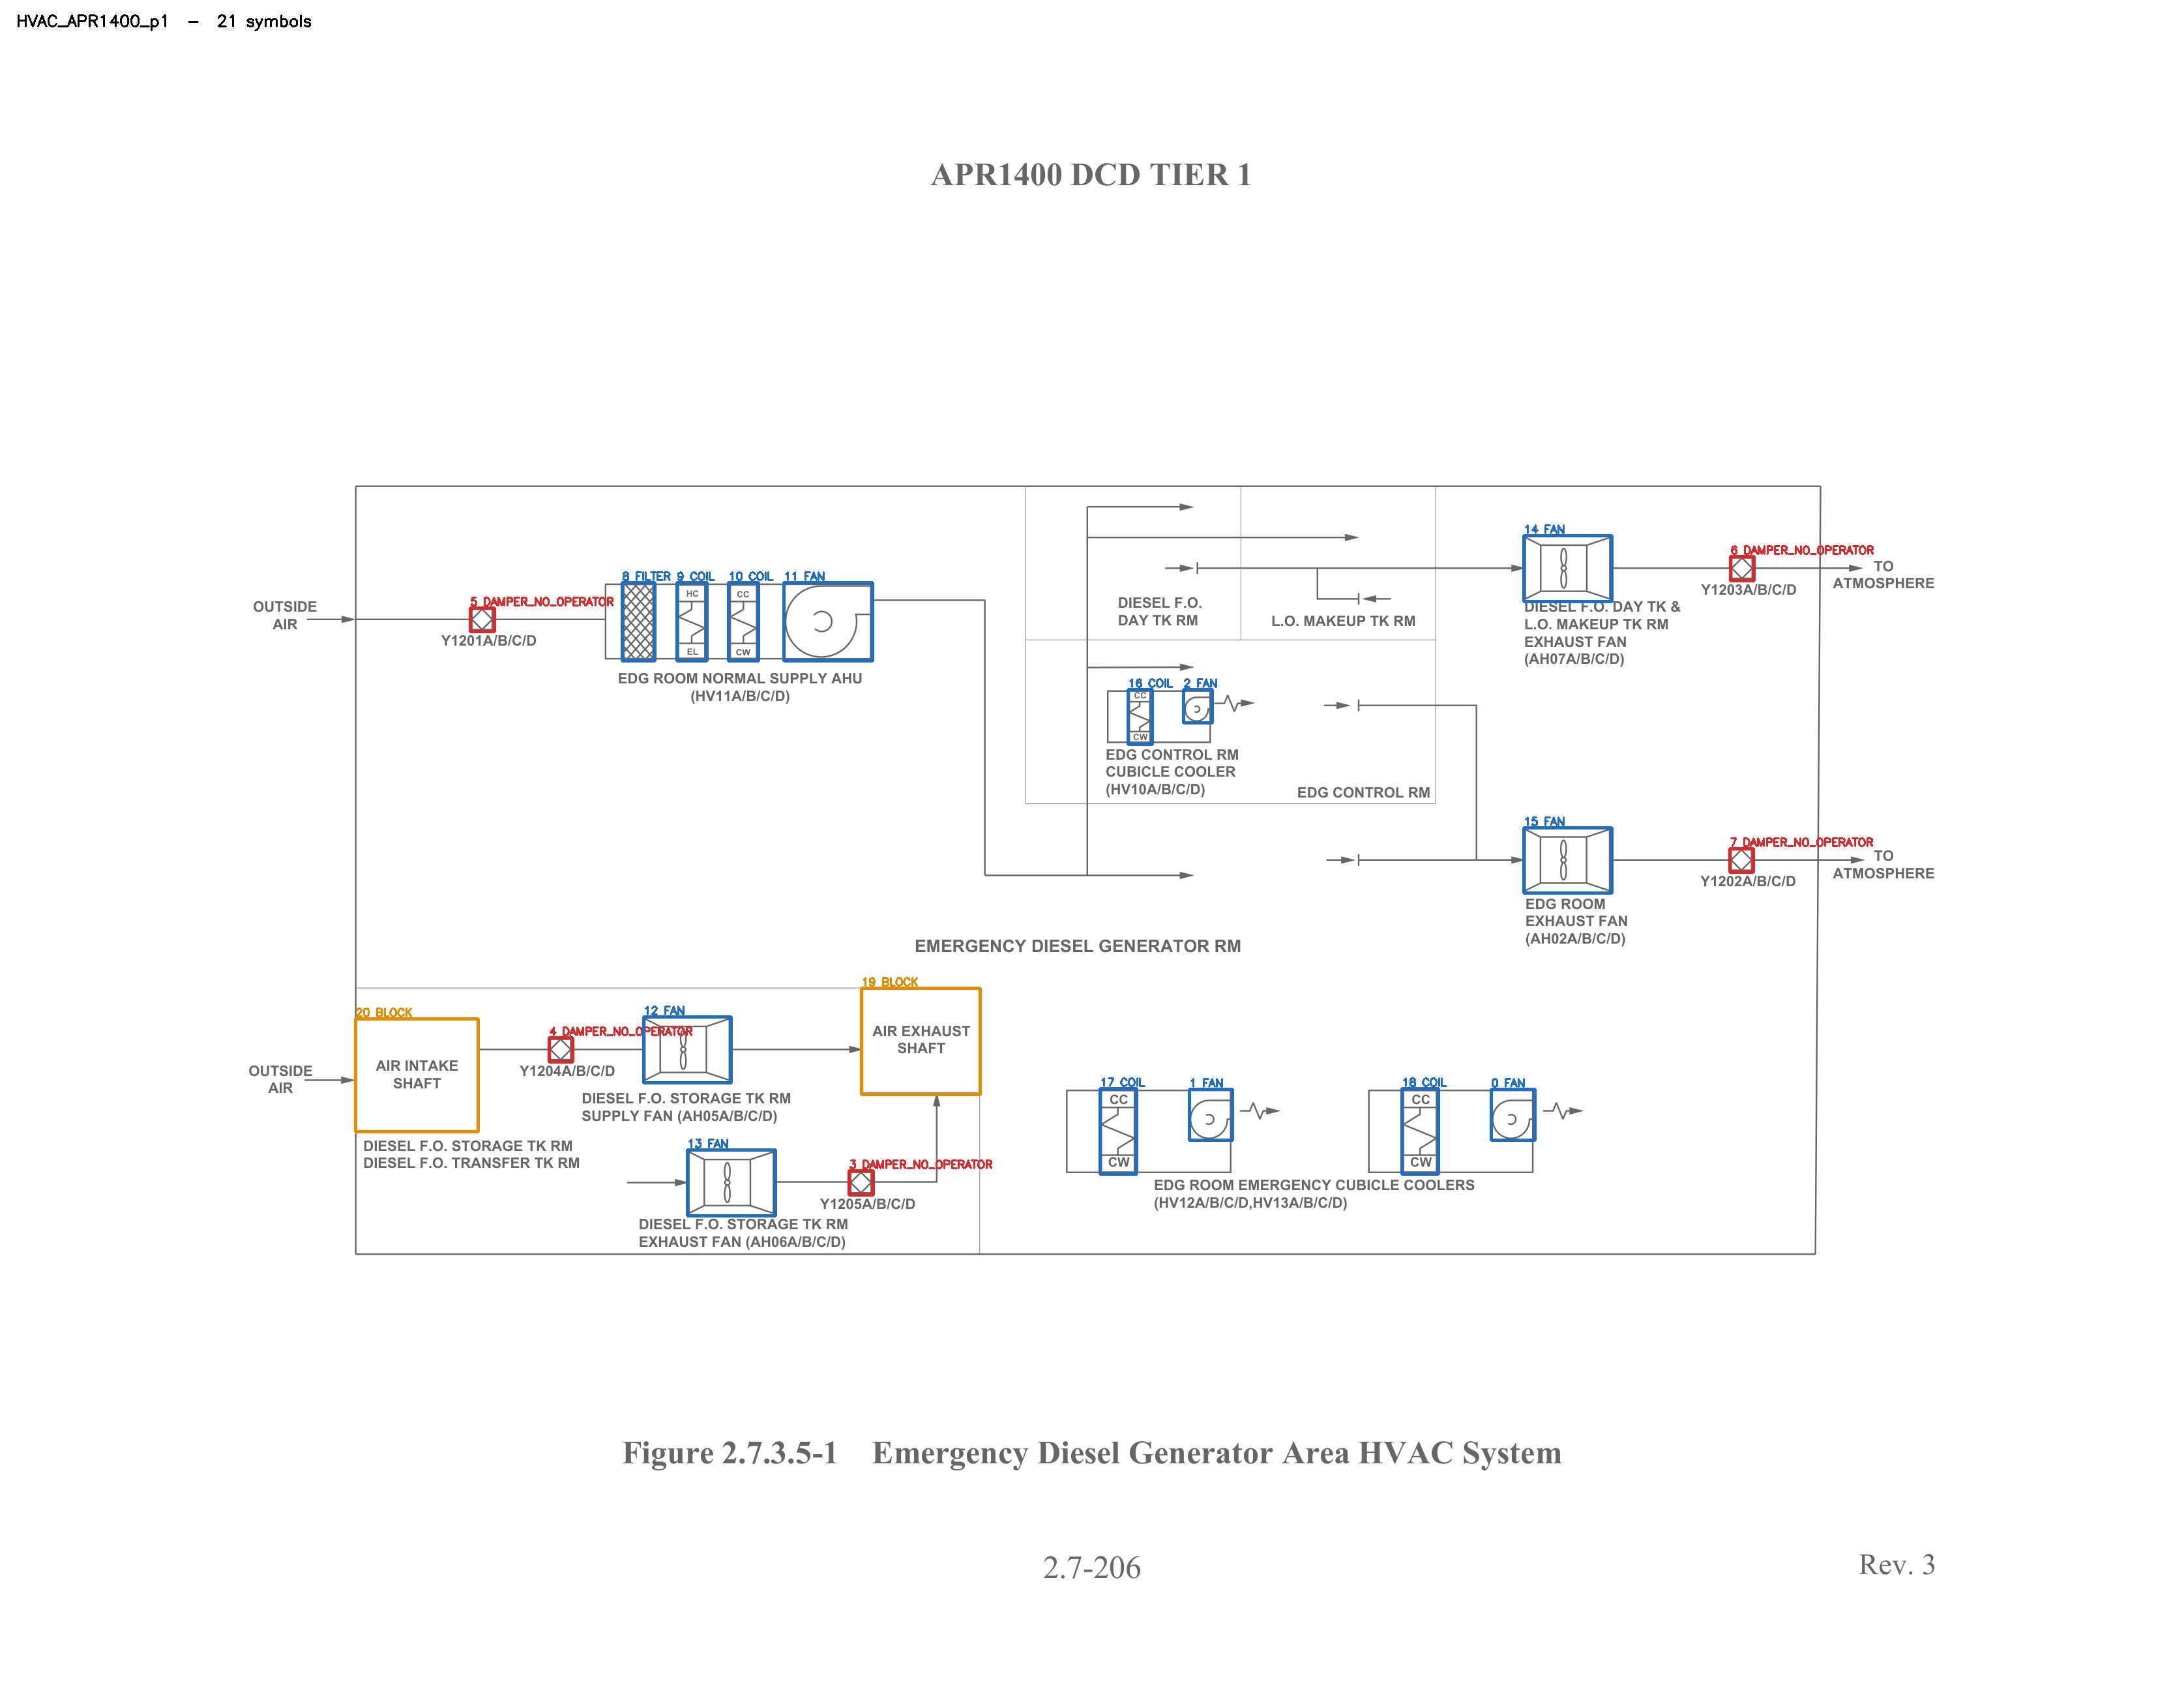 HVAC_APR1400_p1 - 21 symbols
APR1400 DCD TIER 1
14 FAN
6 DAMPER_NO_OPERATOR
TO
ATMOSPHERE
Y1203A/B/C/D
8 FILTER
9 COIL
10 COIL
11 FAN
HC
CC
EL
CW
5 DAMPER_NO_OPERATOR
OUTSIDE
AIR
Y1201A/B/C/D
DIESEL F.O.
DAY TK RM
L.O. MAKEUP TK RM
DIESEL F.O. DAY TK &
L.O. MAKEUP TK RM
EXHAUST FAN
(AH07A/B/C/D)
EDG ROOM NORMAL SUPPLY AHU
(HV11A/B/C/D)
16 COIL
2 FAN
CC
CW
EDG CONTROL RM
CUBICLE COOLER
(HV10A/B/C/D)
EDG CONTROL RM
15 FAN
7 DAMPER_NO_OPERATOR
TO
ATMOSPHERE
Y1202A/B/C/D
EDG ROOM
EXHAUST FAN
(AH02A/B/C/D)
EMERGENCY DIESEL GENERATOR RM
19 BLOCK
AIR EXHAUST
SHAFT
20 BLOCK
AIR INTAKE
SHAFT
12 FAN
4 DAMPER_NO_OPERATOR
Y1204A/B/C/D
OUTSIDE
AIR
DIESEL F.O. STORAGE TK RM
SUPPLY FAN (AH05A/B/C/D)
17 COIL
1 FAN
CC
CW
18 COIL
0 FAN
CC
CW
DIESEL F.O. STORAGE TK RM
DIESEL F.O. TRANSFER TK RM
13 FAN
3 DAMPER_NO_OPERATOR
Y1205A/B/C/D
EDG ROOM EMERGENCY CUBICLE COOLERS
(HV12A/B/C/D,HV13A/B/C/D)
DIESEL F.O. STORAGE TK RM
EXHAUST FAN (AH06A/B/C/D)
Figure 2.7.3.5-1 Emergency Diesel Generator Area HVAC System
2.7-206
Rev. 3